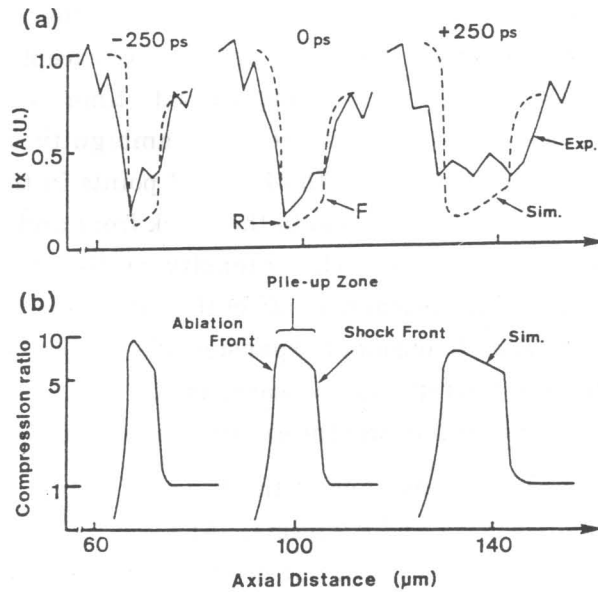 (a)
-250 ps
0 ps
+250 ps
Ix (A.U.)
1.0
0.5
0
R
F
Exp.
Sim.
(b)
Pile-up Zone
Ablation
Front
Shock Front
Sim.
Compression ratio
10
5
1
60
100
140
Axial Distance (μm)